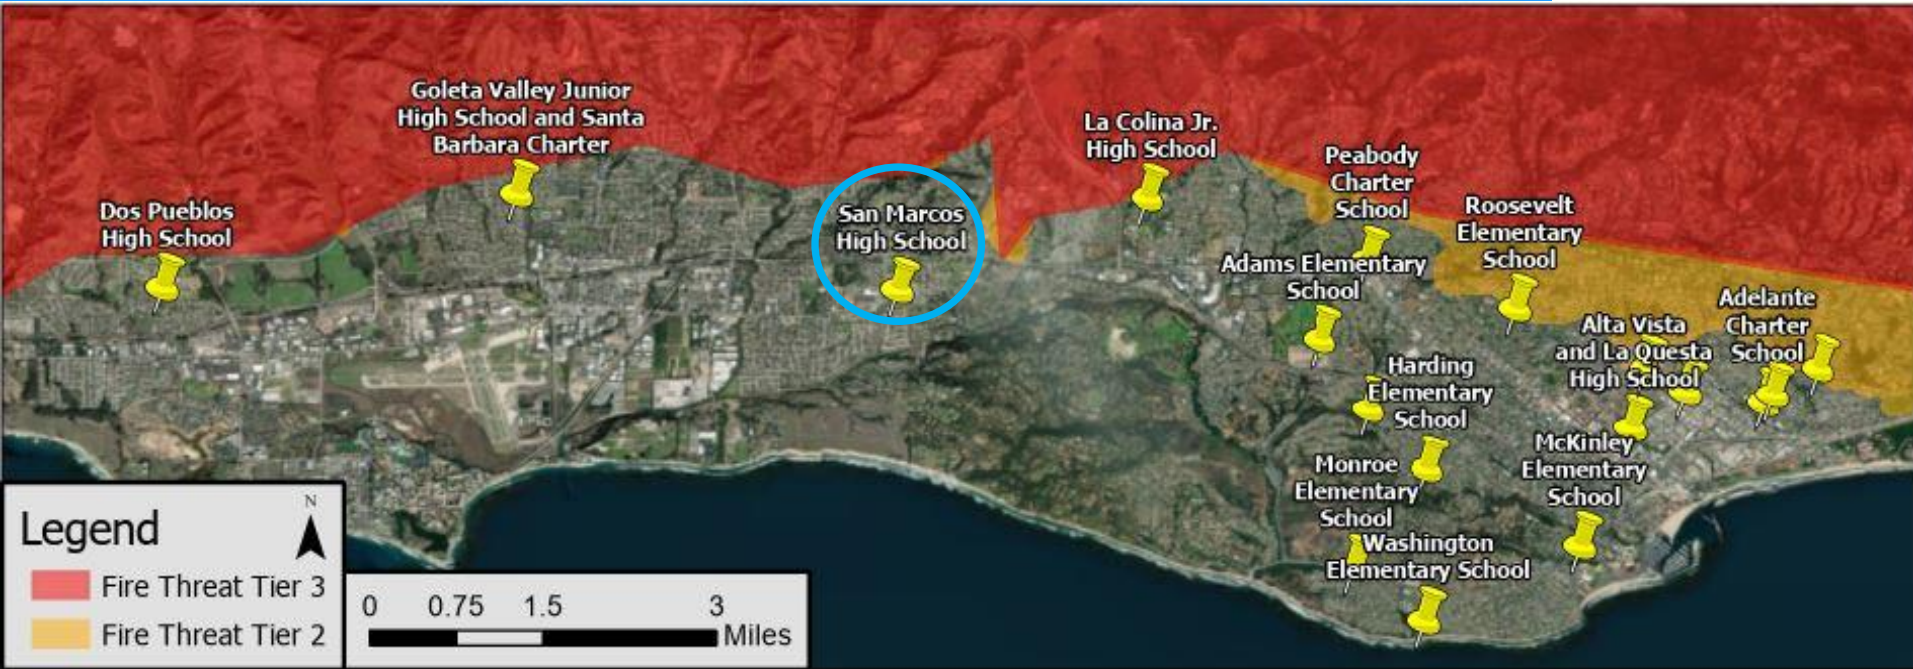 Goleta Valley Junior
High School and Santa
Barbara Charter
La Colina Jr.
High School
Peabody
Charter
School
Dos Pueblos
High School
San Marcos
High School
Roosevelt
Elementary
School
Adams Elementary
School
Adelante
Charter
School
Alta Vista
and La Questa
High School
Harding
Elementary
School
McKinley
Elementary
School
Monroe
Elementary
School
Washington
Elementary School
Legend
N
Fire Threat Tier 3
Fire Threat Tier 2
0 0.75 1.5 3
Miles